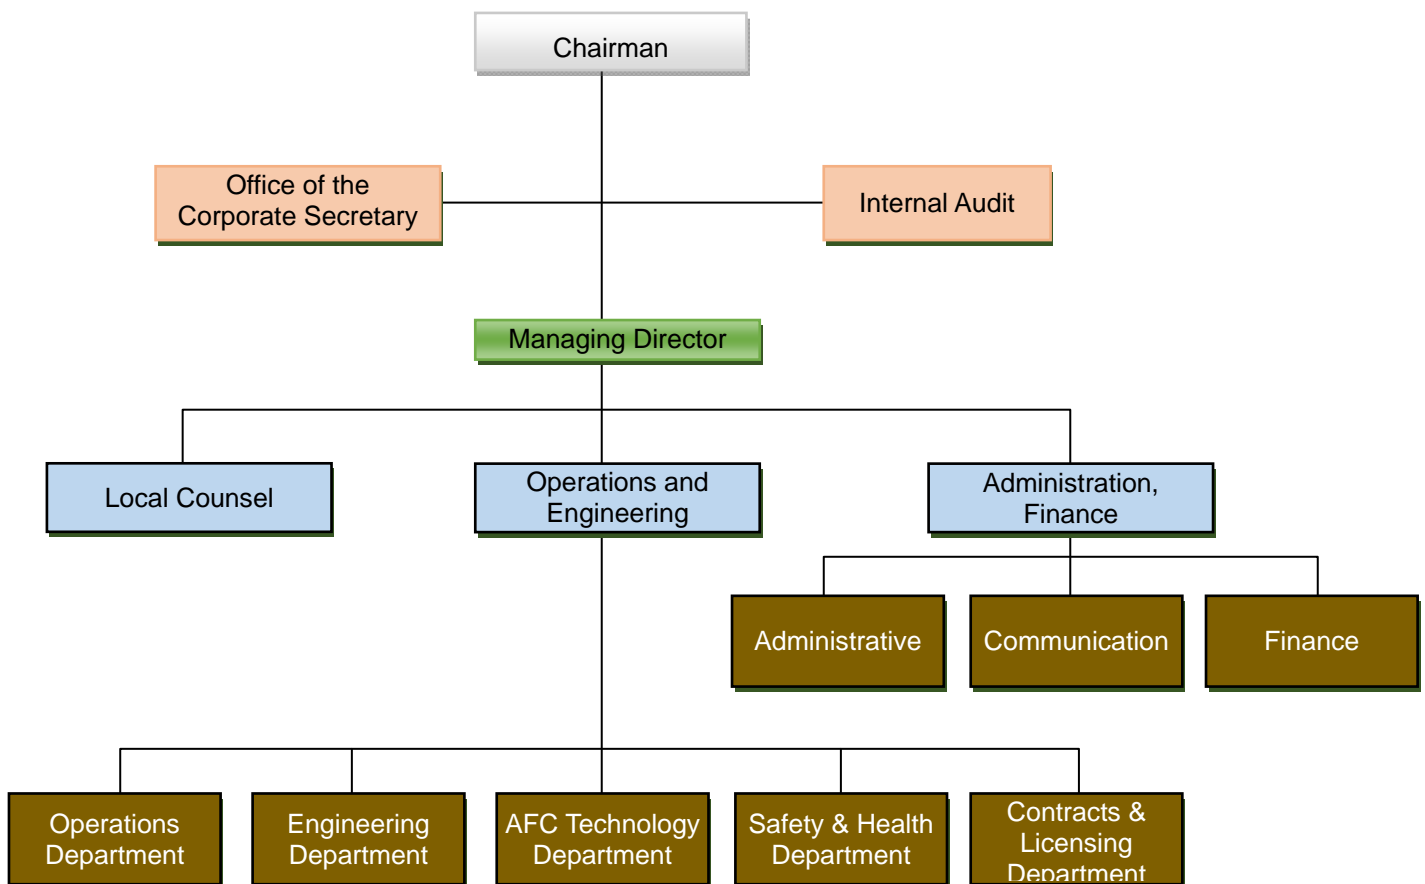 Chairman
Office of the
Corporate Secretary
Internal Audit
Managing Director
Local Counsel
Operations and
Engineering
Administration,
Finance
Administrative
Communication
Finance
Operations
Department
Engineering
Department
AFC Technology
Department
Safety & Health
Department
Contracts &
Licensing
Department